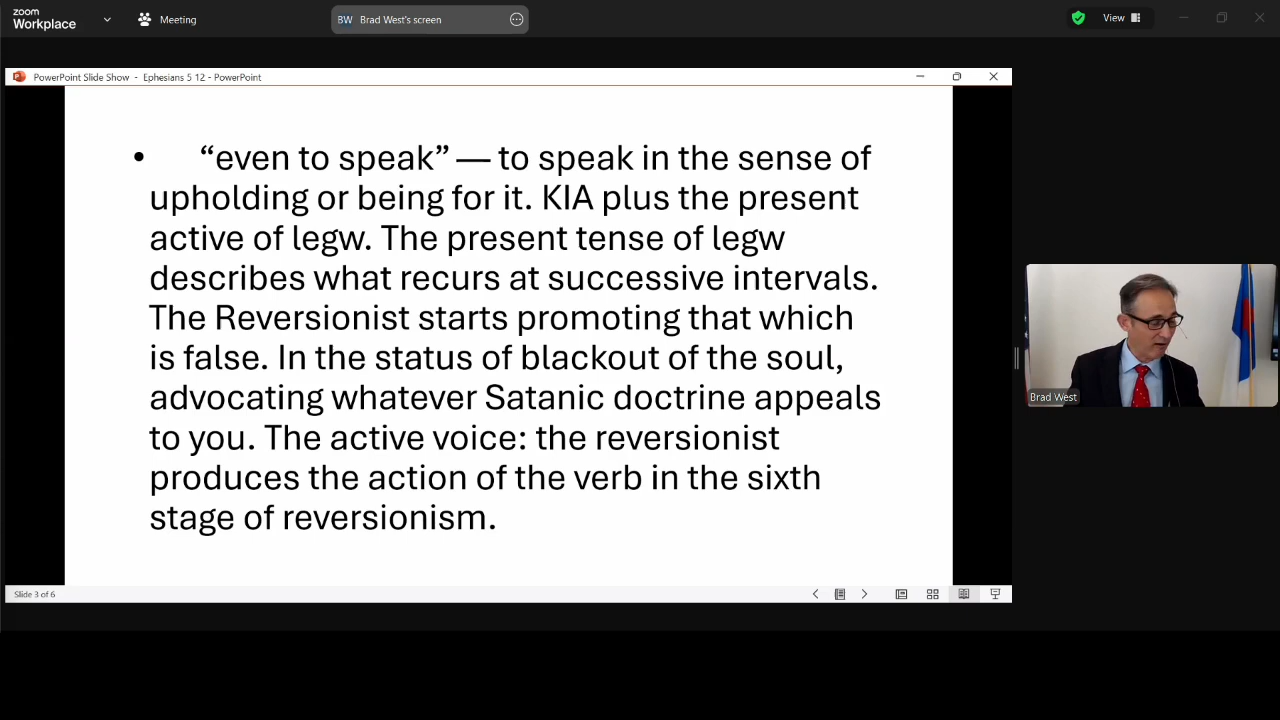 zoom
Workplace
Meeting
BW Brad West's screen
View
PowerPoint Slide Show - Ephesians 5 12 - PowerPoint
• “even to speak” — to speak in the sense of
upholding or being for it. KIA plus the present
active of legw. The present tense of legw
describes what recurs at successive intervals.
The Reversionist starts promoting that which
is false. In the status of blackout of the soul,
advocating whatever Satanic doctrine appeals
to you. The active voice: the reversionist
produces the action of the verb in the sixth
stage of reversionism.
Brad West
Slide 3 of 6